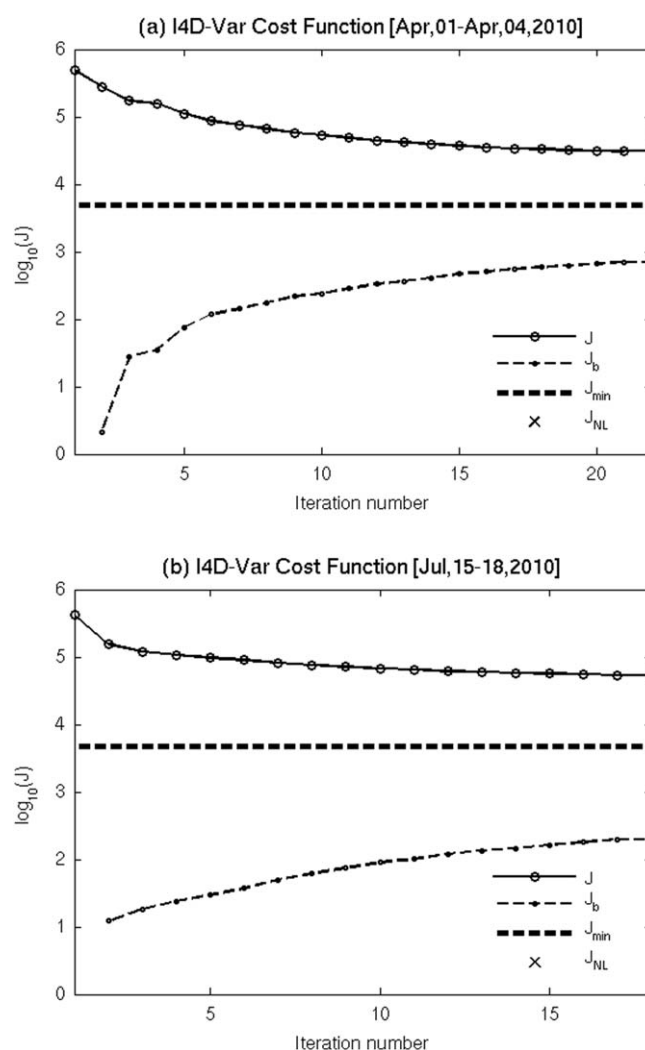 (a) I4D-Var Cost Function [Apr,01-Apr,04,2010]
6
5
4
3
2
1
0
log10(J)
J
Jb
Jmin
JNL
5 10 15 20
Iteration number
(b) I4D-Var Cost Function [Jul,15-18,2010]
6
5
4
3
2
1
0
log10(J)
J
Jb
Jmin
JNL
5 10 15
Iteration number